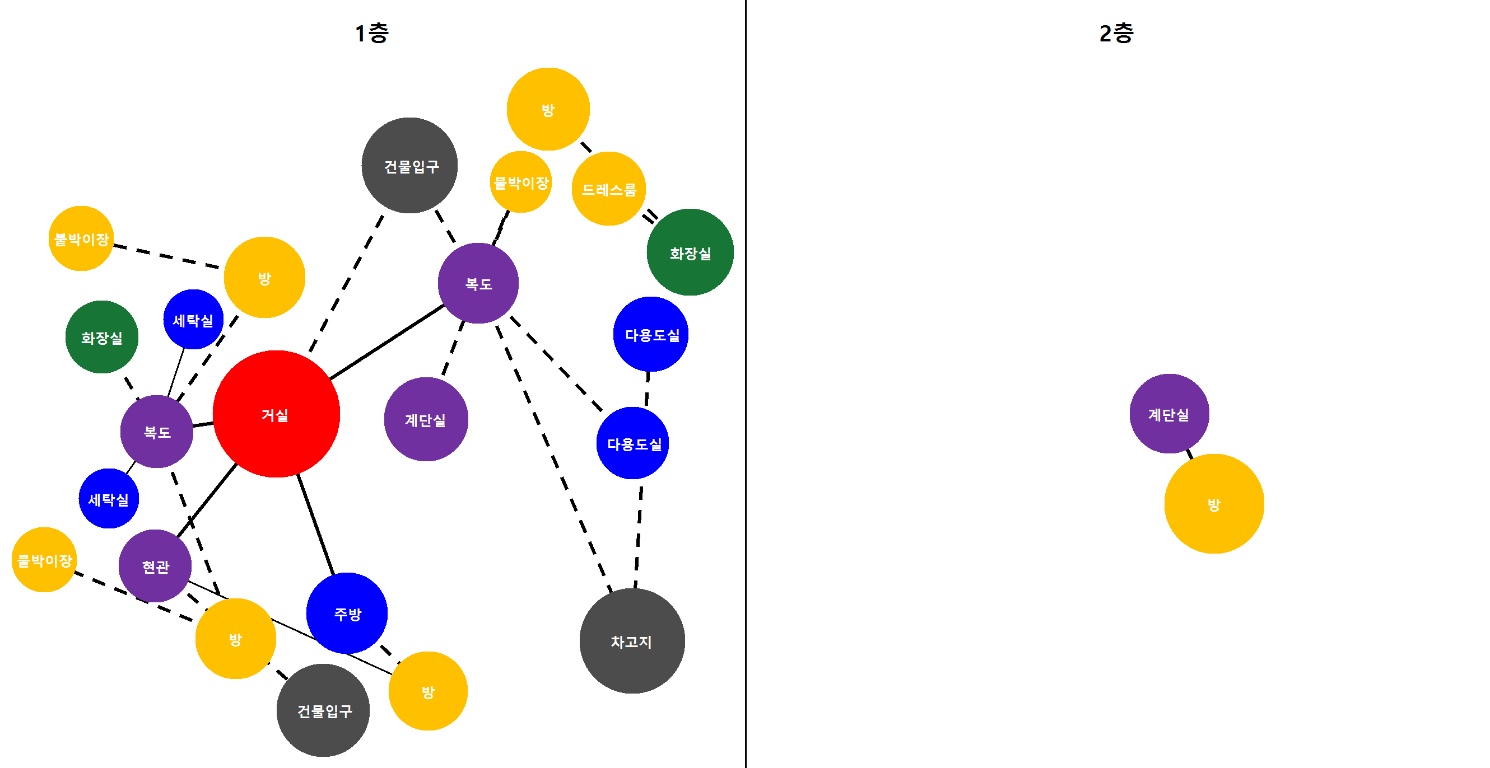 1층
2층
방
건물입구
붙박이장
드레스룸
붙박이장
방
화장실
복도
세탁실
다용도실
화장실
거실
계단실
계단실
복도
다용도실
세탁실
방
붙박이장
현관
주방
방
차고지
방
건물입구